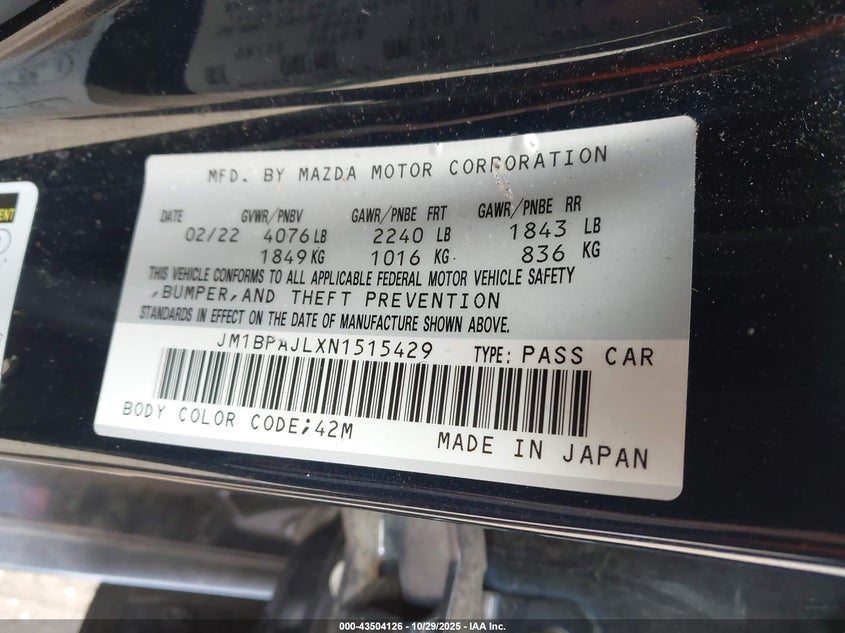 MFD. BY MAZDA MOTOR CORPORATION
DATE GVWR/PNBV GAWR/PNBE FRT GAWR/PNBE RR
02/22 4076 LB 2240 LB 1843 LB
1849 KG 1016 KG 836 KG
THIS VEHICLE CONFORMS TO ALL APPLICABLE FEDERAL MOTOR VEHICLE SAFETY
,BUMPER,AND THEFT PREVENTION
STANDARDS IN EFFECT ON THE DATE OF MANUFACTURE SHOWN ABOVE.
JM1BPAJLXN1515429 TYPE: PASS CAR
BODY COLOR CODE;42M
MADE IN JAPAN
000-43504126 - 10/29/2025 - IAA Inc.